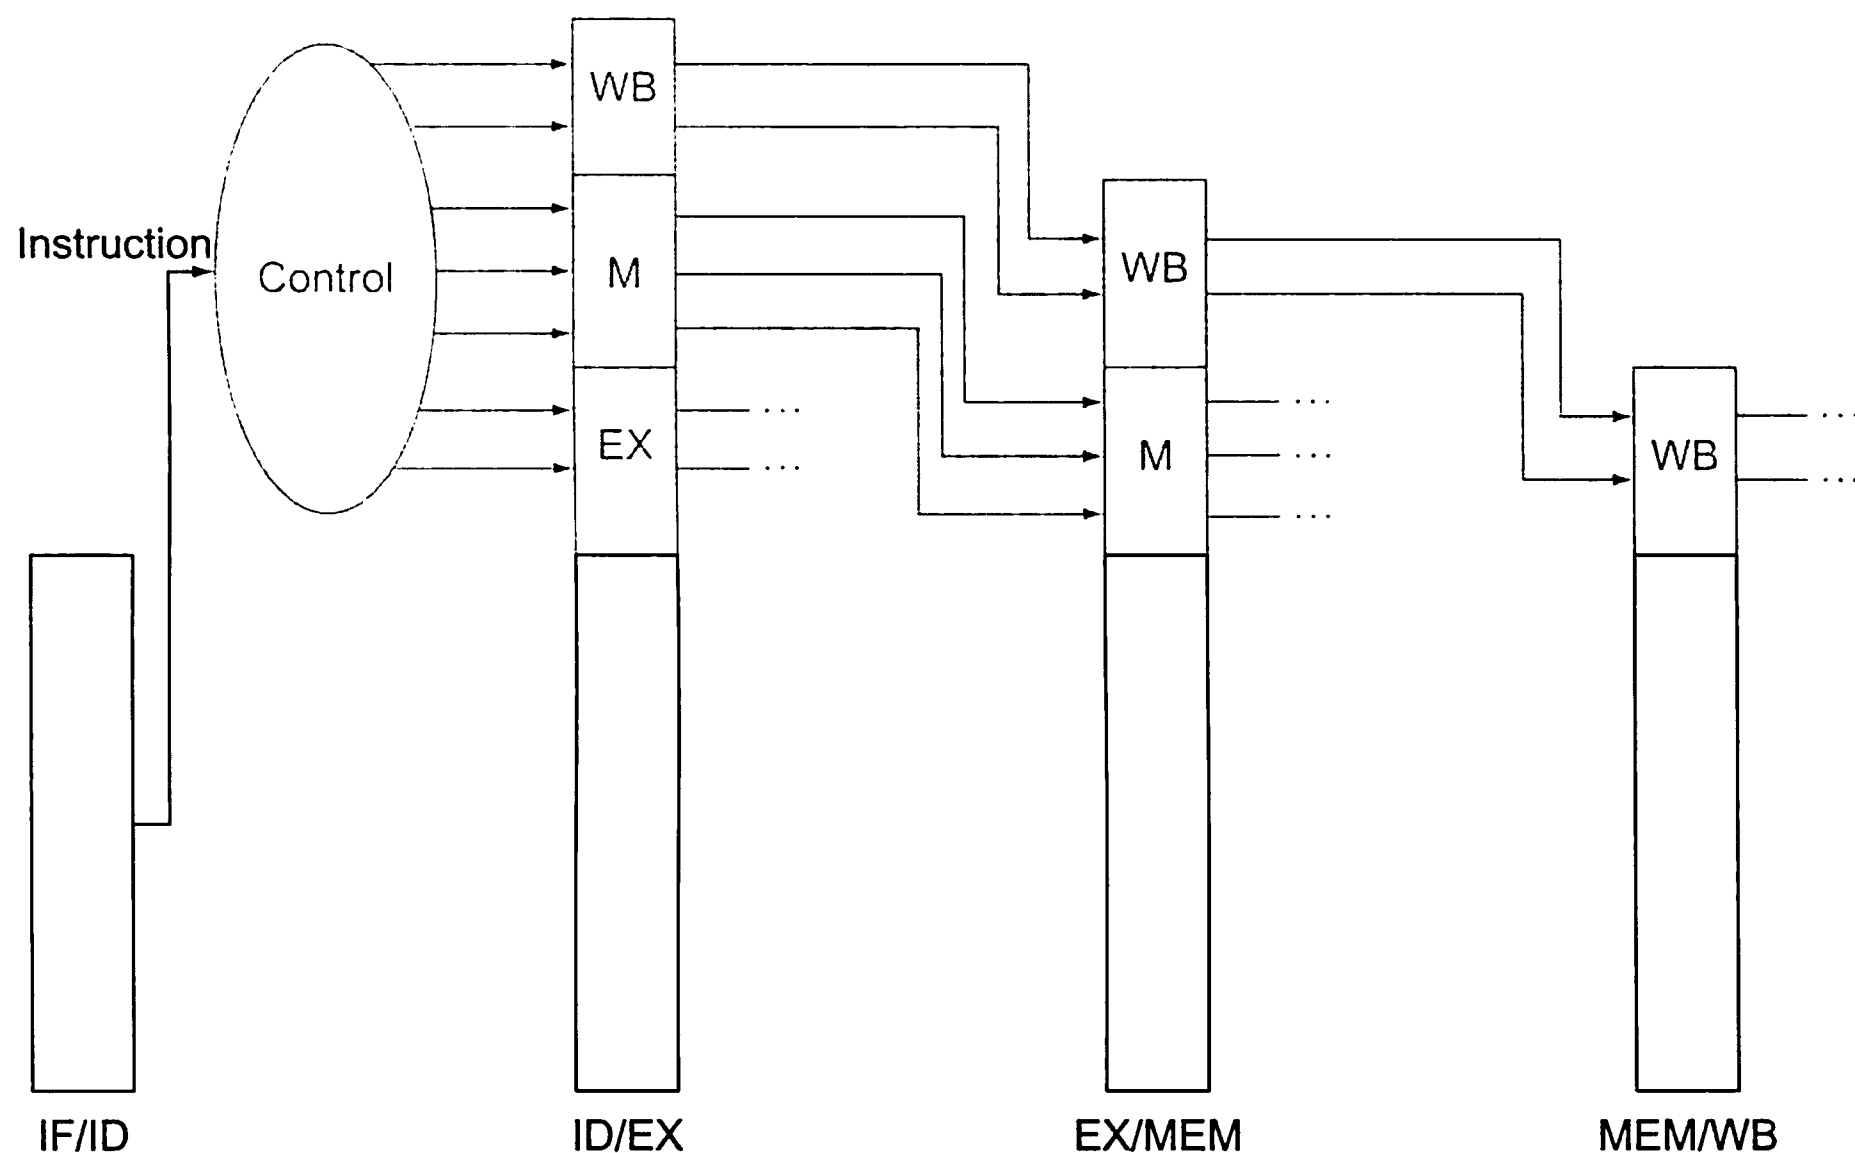 WB
Instruction
Control
M
WB
EX
...
...
M
...
...
...
WB
...
...
IF/ID
ID/EX
EX/MEM
MEM/WB